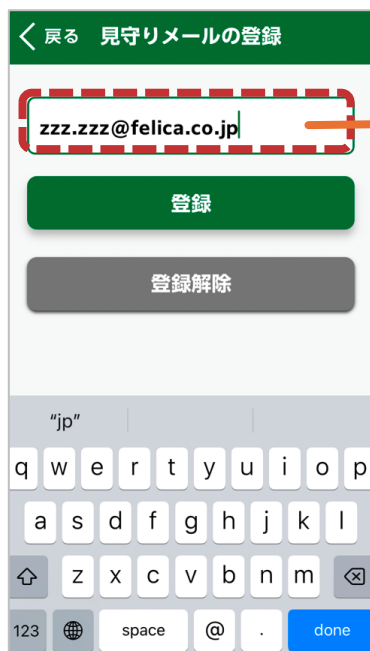 戻る 見守りメールの登録
zzz.zzz@felica.co.jp
登録
登録解除
“jp”
q w e r t y u i o p
a s d f g h j k l
z x c v b n m
123 space @ . done